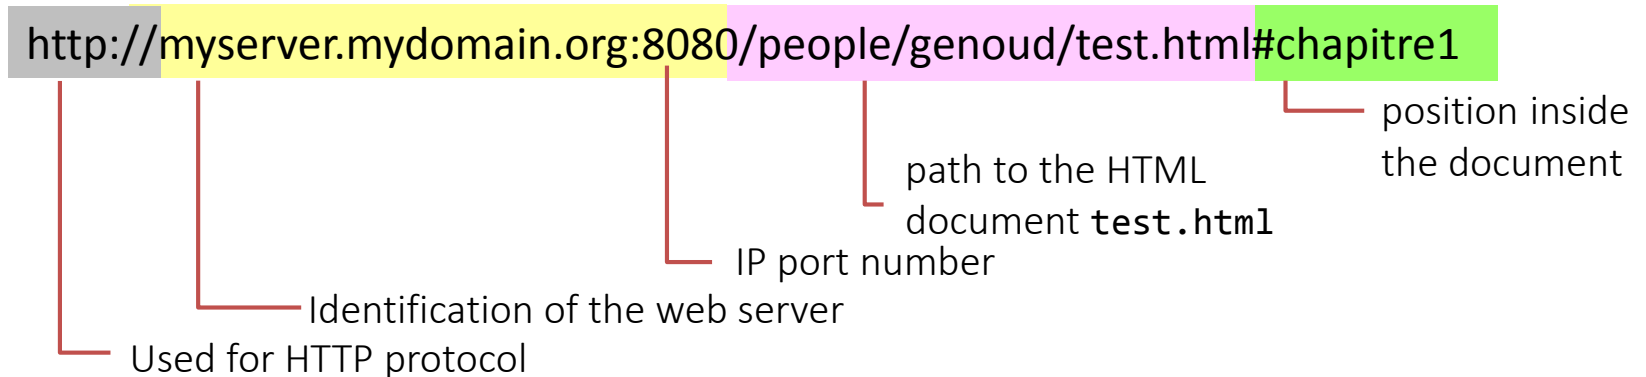 http://myserver.mydomain.org:8080/people/genoud/test.html#chapitre1
position inside
the document
path to the HTML
document test.html
IP port number
Identification of the web server
Used for HTTP protocol